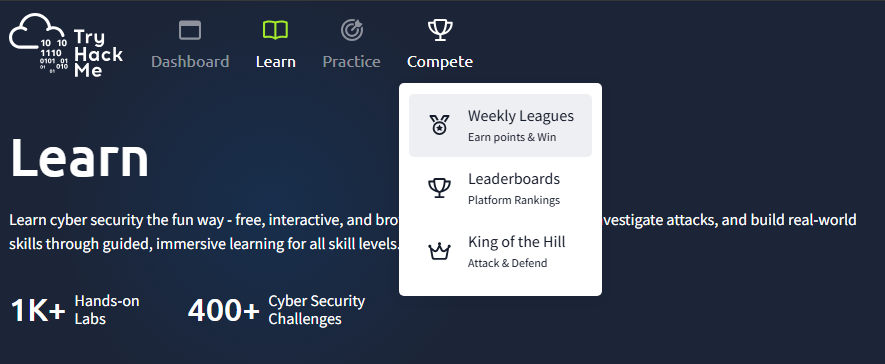 Try
Hack
Me
10 10
1110
0101 01
01 010
Dashboard
Learn
Practice
Compete
Weekly Leagues
Earn points & Win
Leaderboards
Platform Rankings
King of the Hill
Attack & Defend
Learn
Learn cyber security the fun way - free, interactive, and vestigate attacks, and build real-world
skills through guided, immersive learning for all skill levels.
1K+ Hands-on
Labs
400+ Cyber Security
Challenges